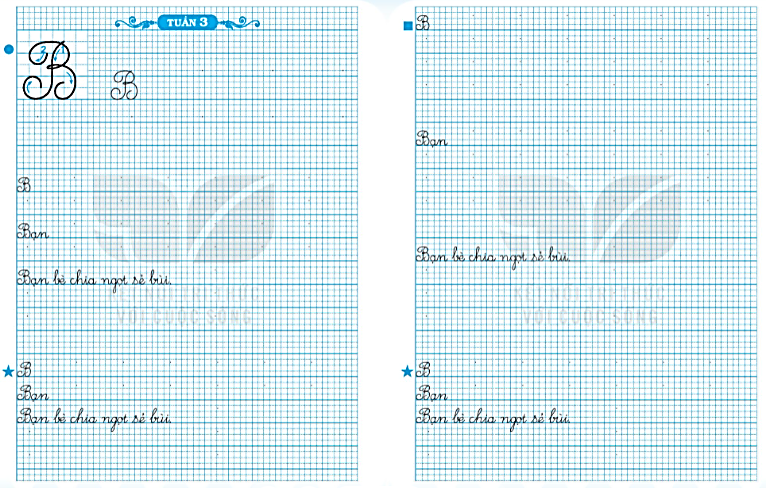 TUẦN 3
B
B
B
Bạn
Bạn bè chia ngọt sẻ bùi.
KẾT NỐI TRI THỨC
VỚI CUỘC SỐNG
B
Bạn
Bạn bè chia ngọt sẻ bùi.
B
Bạn
Bạn bè chia ngọt sẻ bùi.
KẾT NỐI TRI THỨC
VỚI CUỘC SỐNG
B
Bạn
Bạn bè chia ngọt sẻ bùi.